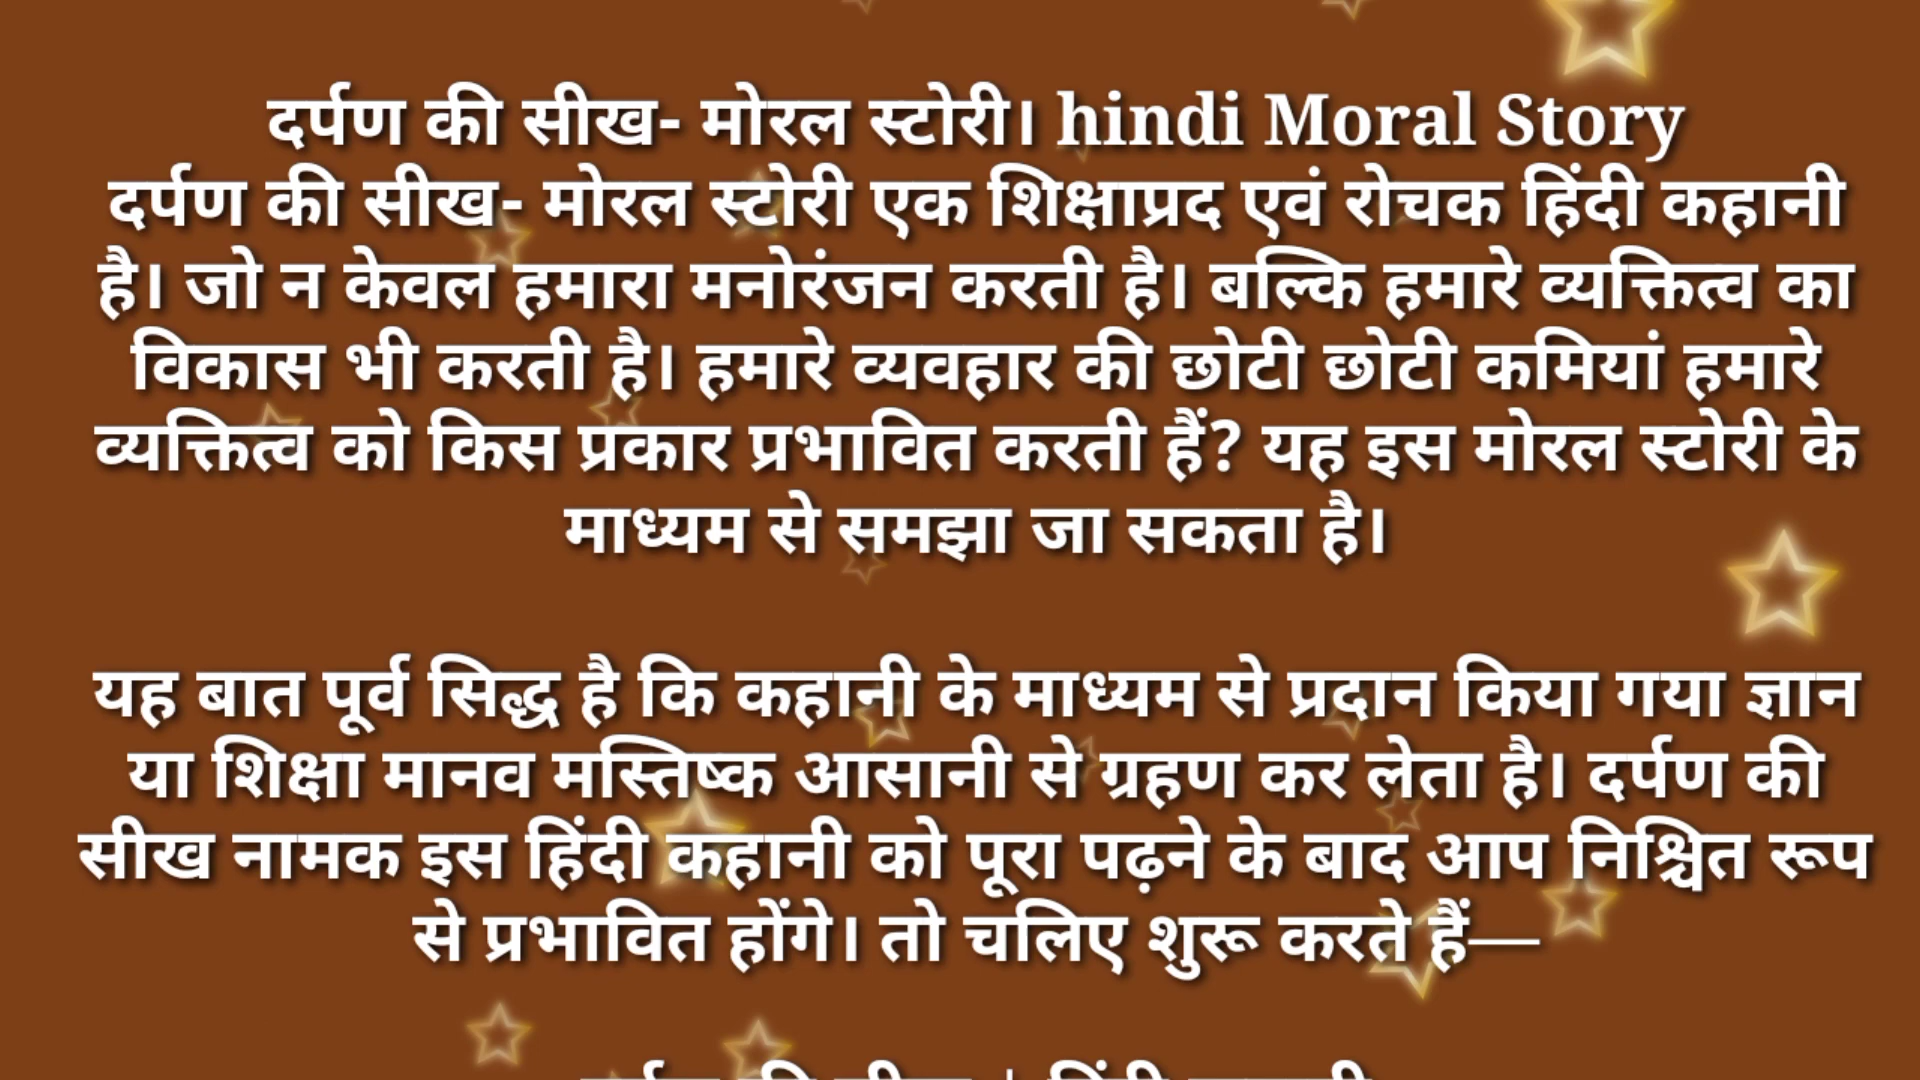 दर्पण की सीख- मोरल स्टोरी। hindi Moral Story
दर्पण की सीख- मोरल स्टोरी एक शिक्षाप्रद एवं रोचक हिंदी कहानी
है। जो न केवल हमारा मनोरंजन करती है। बल्कि हमारे व्यक्तित्व का
विकास भी करती है। हमारे व्यवहार की छोटी छोटी कमियां हमारे
व्यक्तित्व को किस प्रकार प्रभावित करती हैं? यह इस मोरल स्टोरी के
माध्यम से समझा जा सकता है।
यह बात पूर्व सिद्ध है कि कहानी के माध्यम से प्रदान किया गया ज्ञान
या शिक्षा मानव मस्तिष्क आसानी से ग्रहण कर लेता है। दर्पण की
सीख नामक इस हिंदी कहानी को पूरा पढ़ने के बाद आप निश्चित रूप
से प्रभावित होंगे। तो चलिए शुरू करते हैं—